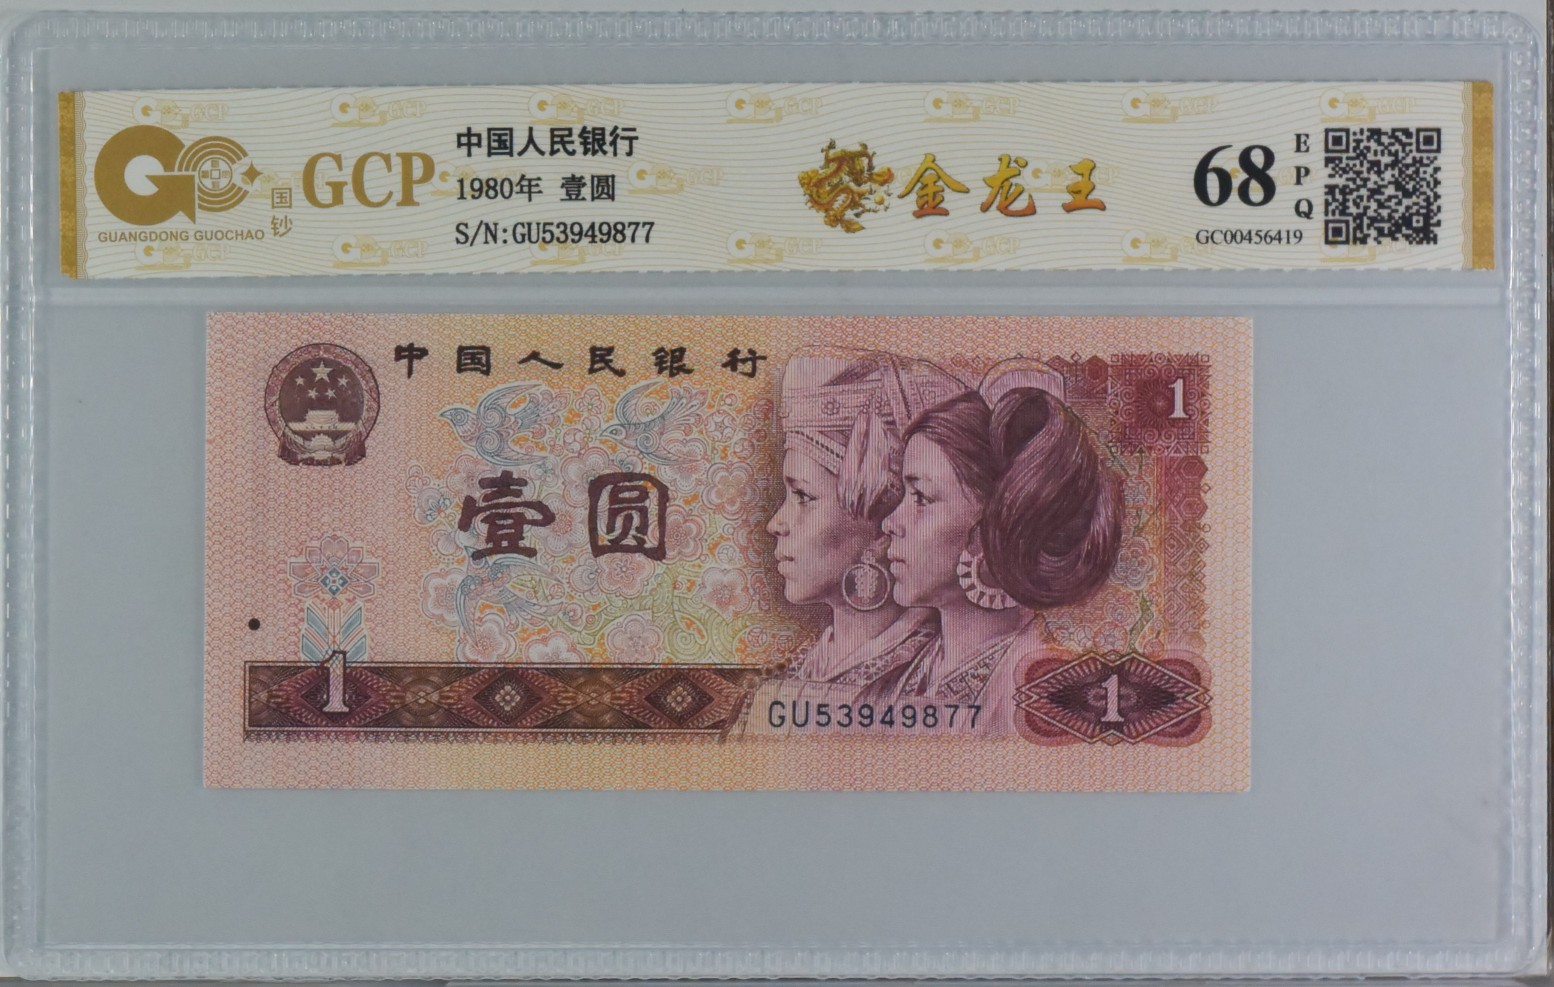 GCP
GUANGDONG GUOCHAO
国钞
中国人民银行
1980年 壹圆
S/N:GU53949877
金龙王
68
EPQ
GC00456419
中国人民银行
1
壹圆
1
GU53949877
1